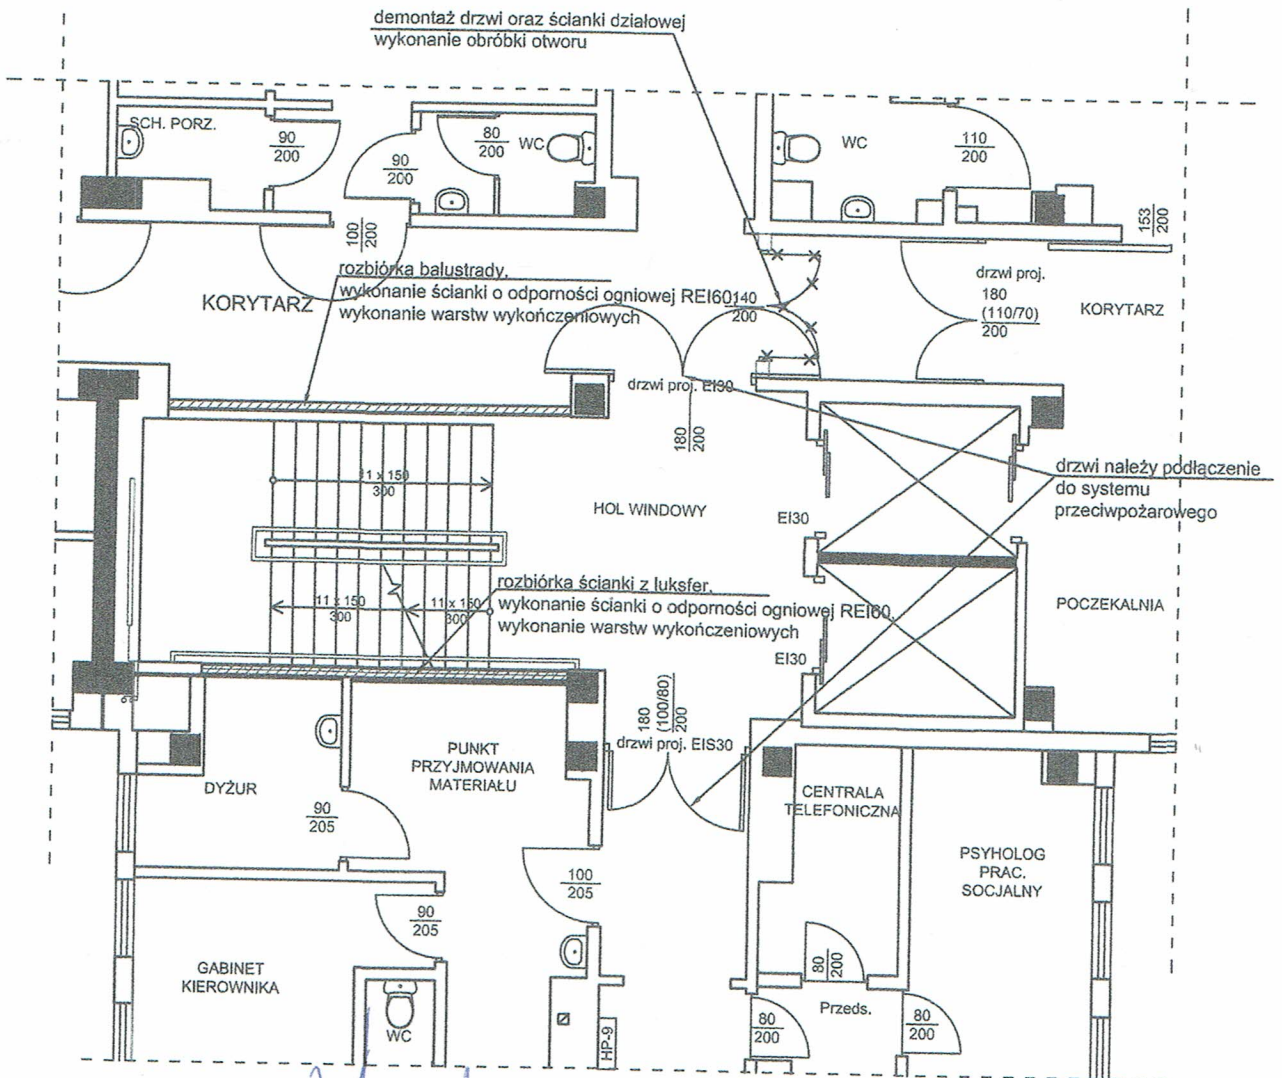 demontaż drzwi oraz ścianki działowej
wykonanie obróbki otworu
SCH. PORZ.
90
200
90
200
80
200
WC
WC
110
200
153
200
100
200
rozbiórka balustrady,
wykonanie ścianki o odporności ogniowej REI60,
wykonanie warstw wykończeniowych
KORYTARZ
140
200
drzwi proj.
180
(110/70)
200
KORYTARZ
drzwi proj. EI30
180
200
11 x 150
300
HOL WINDOWY
EI30
drzwi należy podłączenie
do systemu
przeciwpożarowego
rozbiórka ścianki z luksfer,
wykonanie ścianki o odporności ogniowej REI60,
wykonanie warstw wykończeniowych
11 x 150
300
11 x 150
300
POCZEKALNIA
EI30
180
(100/80)
200
drzwi proj. EIS30
DYŻUR
PUNKT
PRZYJMOWANIA
MATERIAŁU
90
205
CENTRALA
TELEFONICZNA
PSYHOLOG
PRAC.
SOCJALNY
100
205
90
205
GABINET
KIEROWNIKA
WC
HP-9
80
200
Przeds.
80
200
80
200